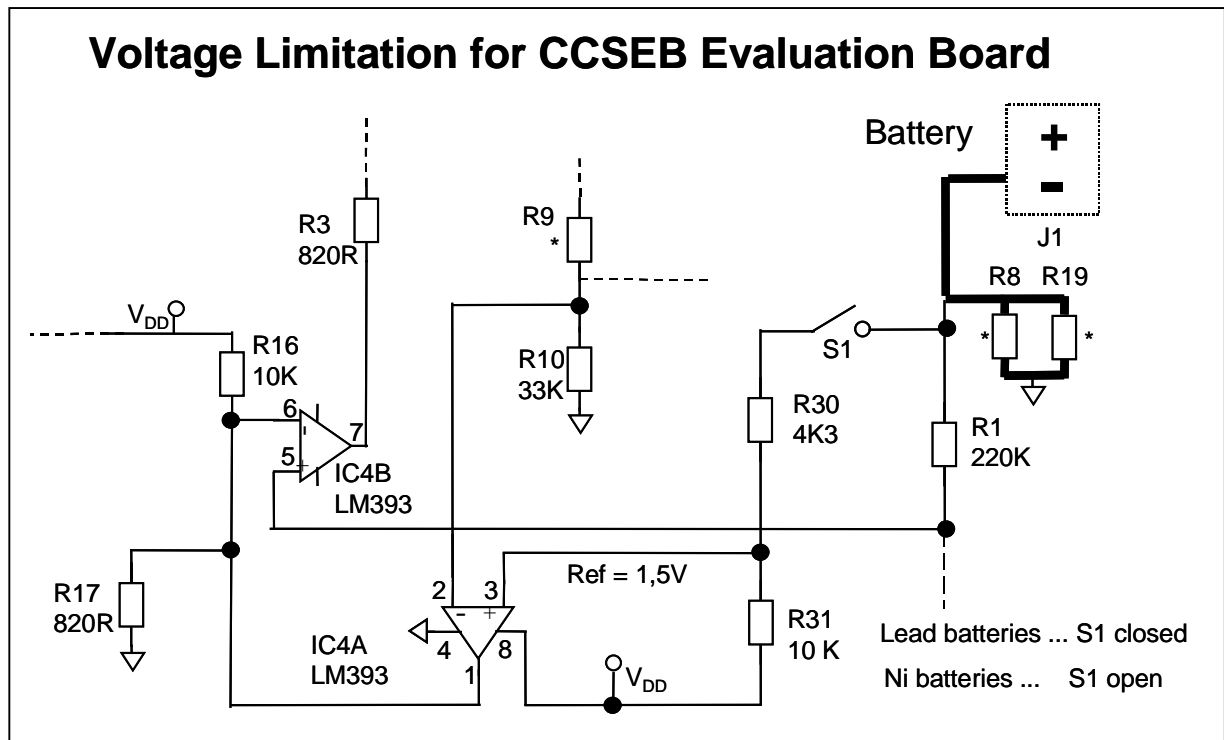 Voltage Limitation for CCSEB Evaluation Board
Battery
+
-
J1
R3
820R
R9
*
R8
R19
*
*
VDD
R16
10K
S1
R10
33K
R30
4K3
R1
220K
6
-
7
5
+
IC4B
LM393
Ref = 1,5V
2
3
-
+
R17
820R
IC4A
LM393
4
8
1
R31
10 K
VDD
Lead batteries ... S1 closed
Ni batteries ... S1 open